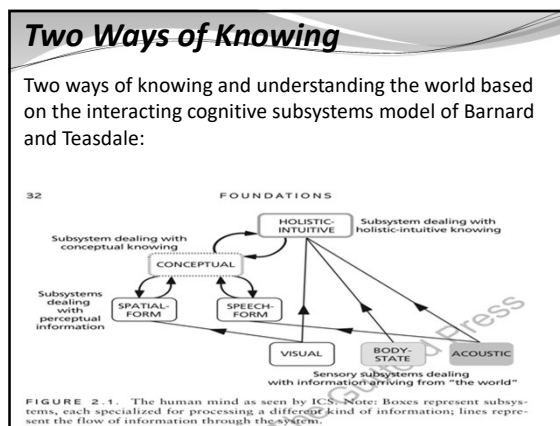 Two Ways of Knowing
Two ways of knowing and understanding the world based
on the interacting cognitive subsystems model of Barnard
and Teasdale:
32 FOUNDATIONS
HOLISTIC-
INTUITIVE
Subsystem dealing with
holistic-intuitive knowing
Subsystem dealing with
conceptual knowing
CONCEPTUAL
Subsystems
dealing
with
perceptual
information
SPATIAL-
FORM
SPEECH-
FORM
VISUAL
BODY-
STATE
ACOUSTIC
Sensory subsystems dealing
with information arriving from "the world"
FIGURE 2.1. The human mind as seen by ICS. Note: Boxes represent subsys-
tems, each specialized for processing a different kind of information; lines repre-
sent the flow of information through the system.
Press